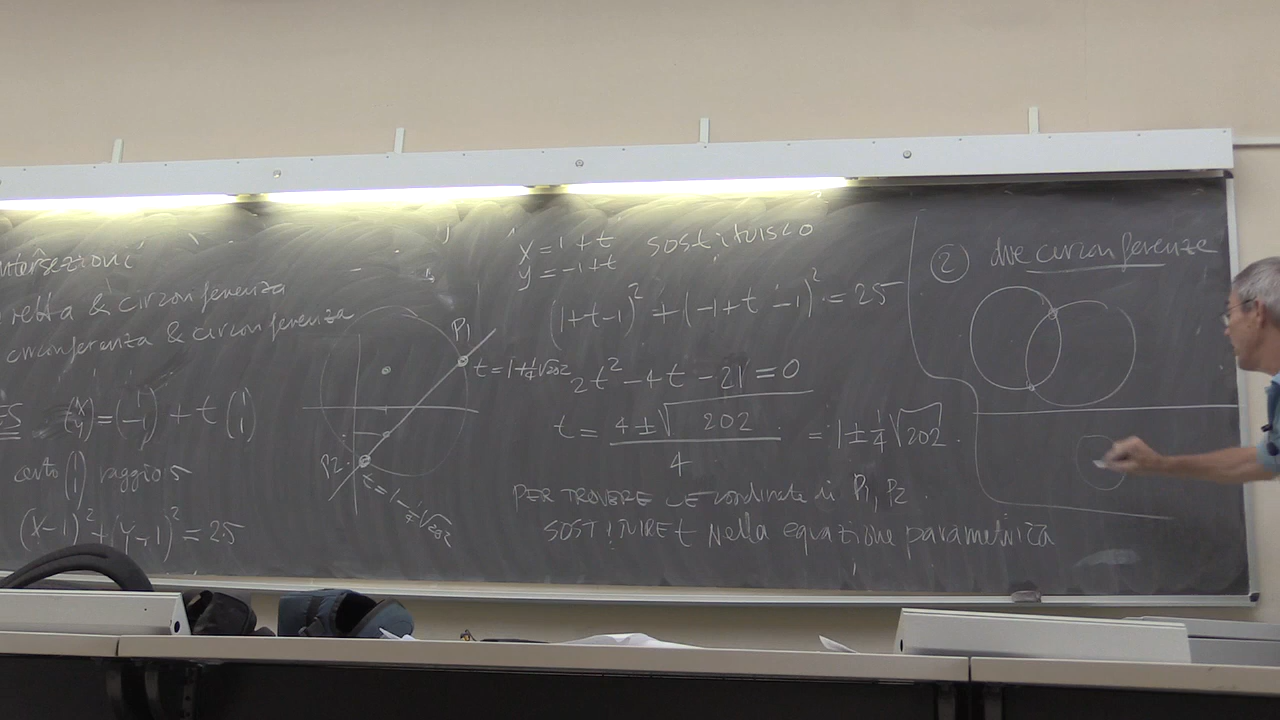 intersezioni
retta & circonferenza
circonferenza & circonferenza
ES (x y) = (1 -1) + t (1 1)
centro (1 1) raggio 5
(x-1)² + (y-1)² = 25
P1
t = 1+1/4√202
P2
t = 1-1/4√202
x = 1+t
y = -1+t
sostituisco
(1+t-1)² + (-1+t-1)² = 25
2t² - 4t - 21 = 0
t = (4±√202)/4 = 1 ± 1/4 √202.
PER TROVERE LE coordinate di P1, P2.
SOSTITUIRE t nella equazione parametrica
② due circonferenze